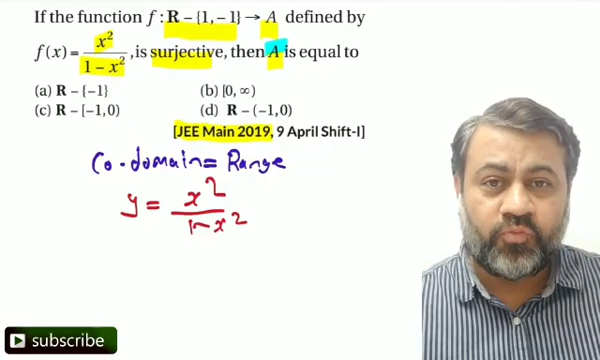 If the function f : R – {1, – 1} → A defined by
f(x) = x²/(1 – x²), is surjective, then A is equal to
(a) R – {–1} (b) [0, ∞)
(c) R – [–1, 0) (d) R – (–1, 0)
[JEE Main 2019, 9 April Shift-I]
Co-domain = Range
y = x²/(1-x²)
subscribe